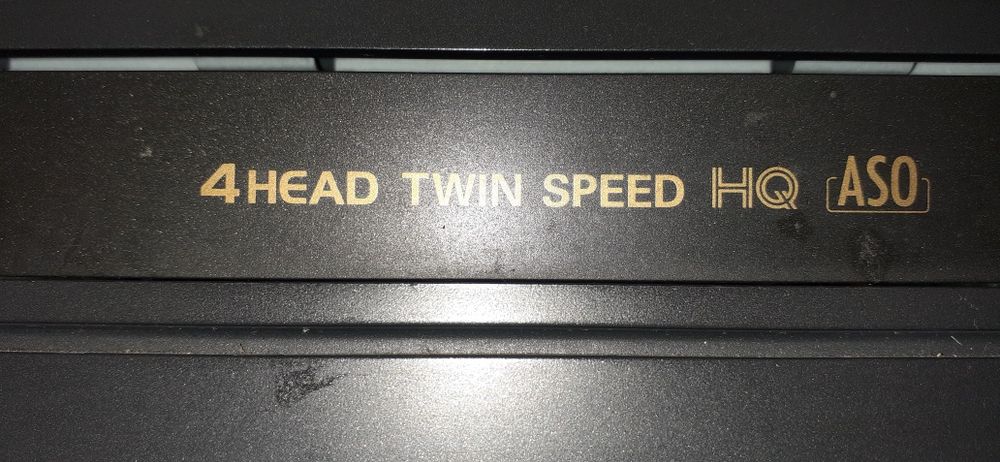 4HEAD TWIN SPEED HQ ASO